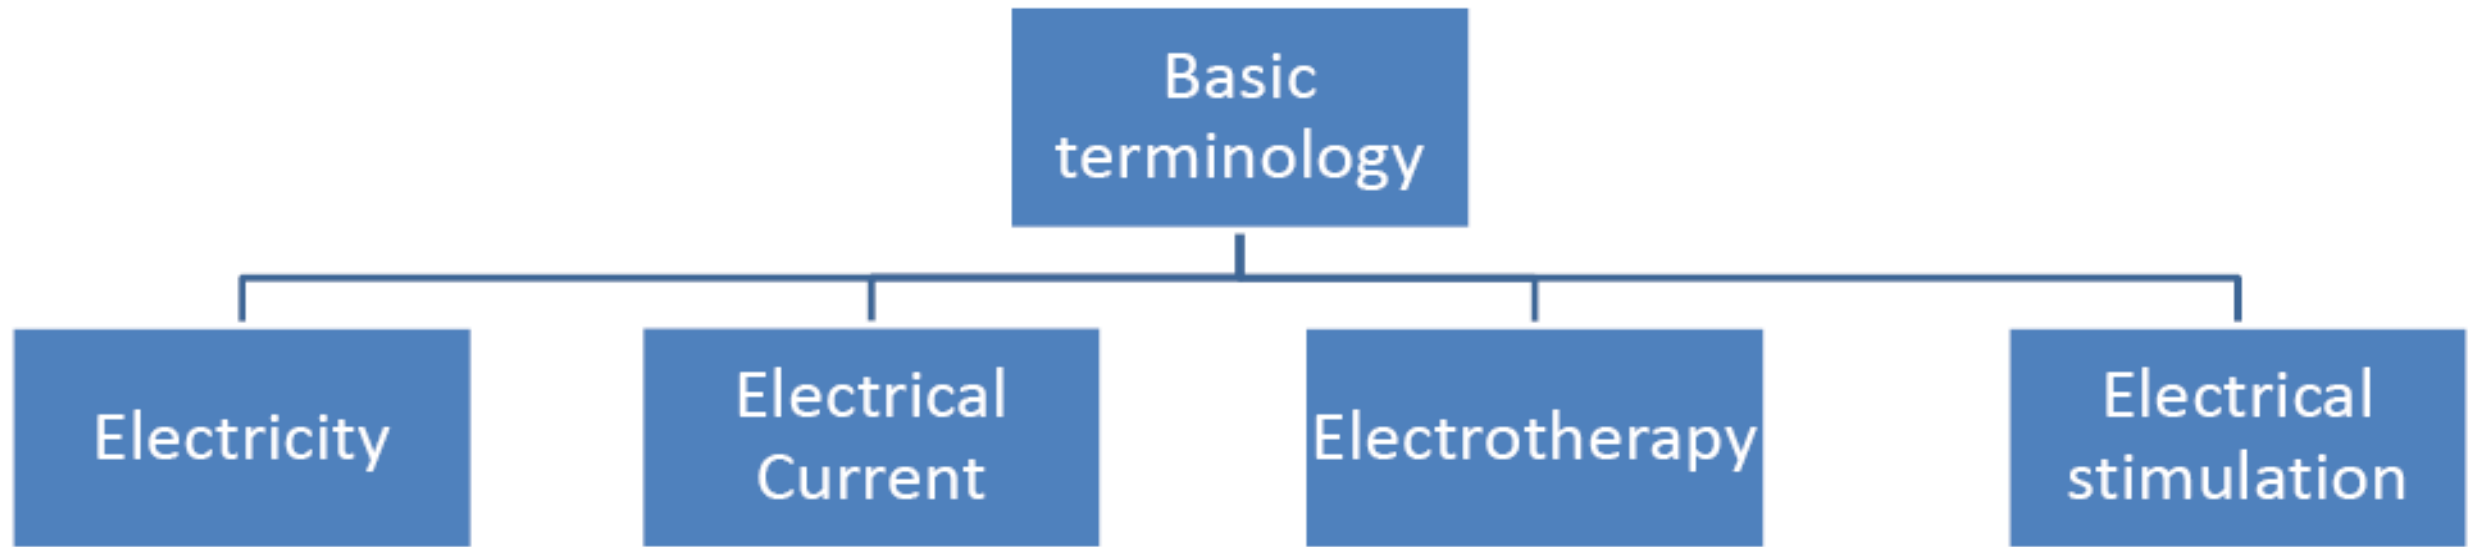 Basic
terminology
Electricity
Electrical
Current
Electrotherapy
Electrical
stimulation